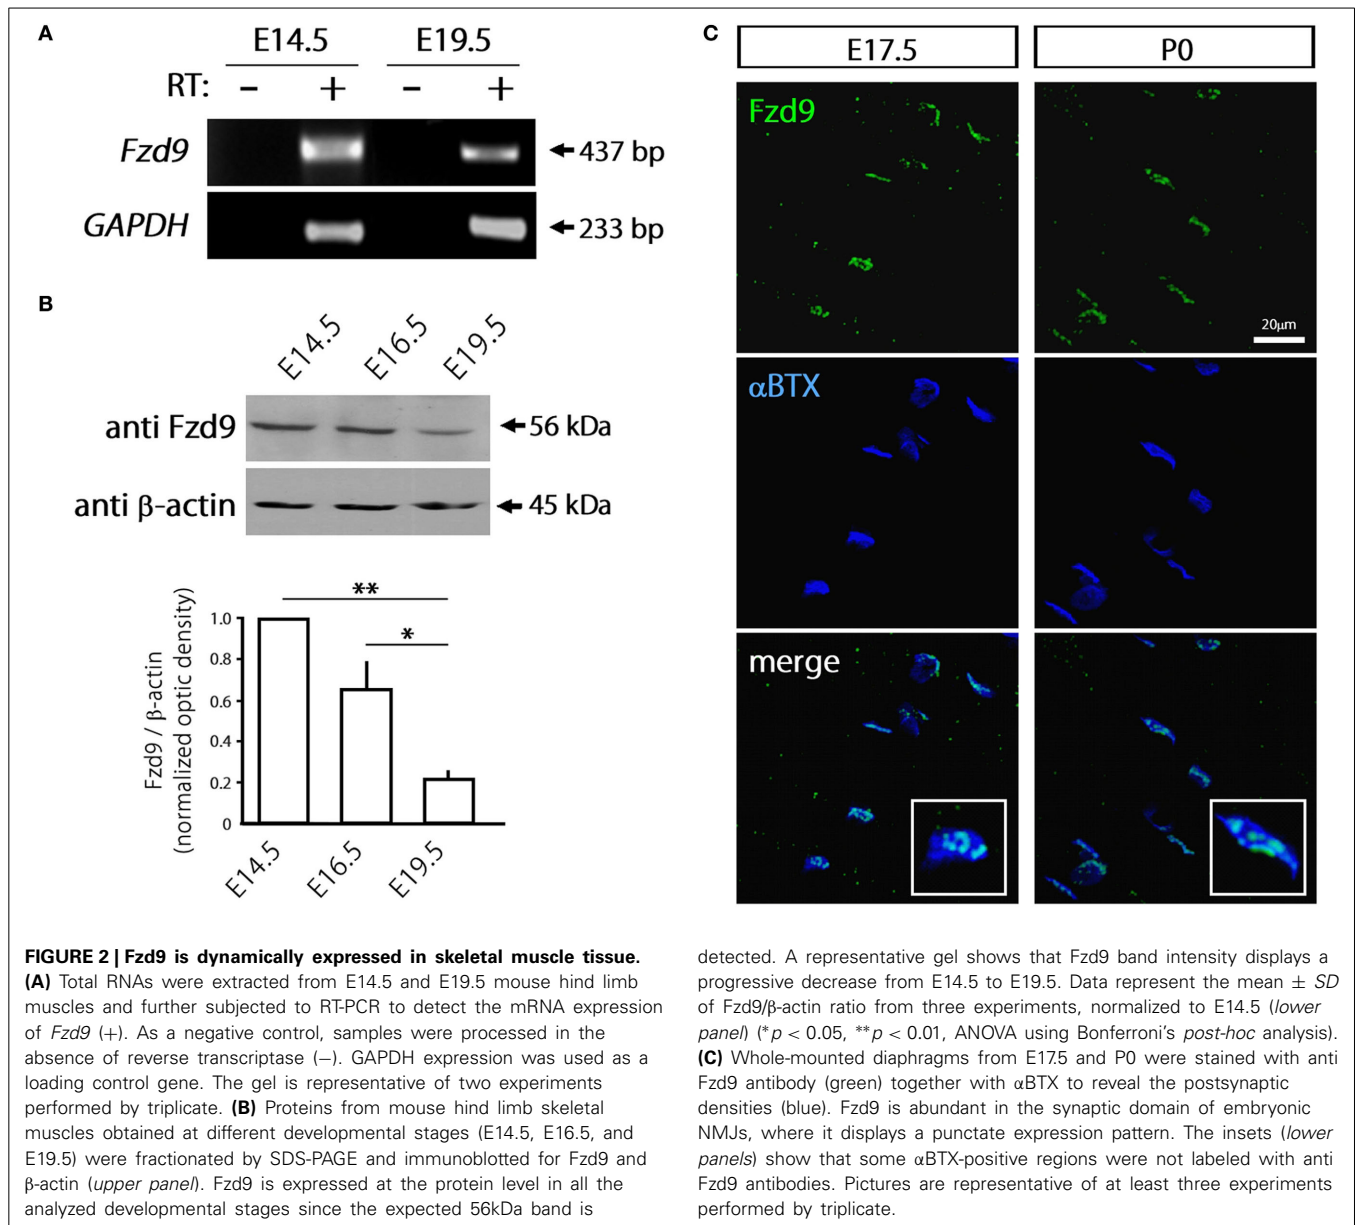 A
E14.5 E19.5
RT: − + − +
Fzd9 437 bp
GAPDH 233 bp
B
E14.5 E16.5 E19.5
anti Fzd9 56 kDa
anti β-actin 45 kDa
** 
*
Fzd9 / β-actin
(normalized optic density)
1.0
0.8
0.6
0.4
0.2
0
E14.5 E16.5 E19.5
C
E17.5 P0
Fzd9
20μm
αBTX
merge
FIGURE 2 | Fzd9 is dynamically expressed in skeletal muscle tissue.
(A) Total RNAs were extracted from E14.5 and E19.5 mouse hind limb
muscles and further subjected to RT-PCR to detect the mRNA expression
of Fzd9 (+). As a negative control, samples were processed in the
absence of reverse transcriptase (−). GAPDH expression was used as a
loading control gene. The gel is representative of two experiments
performed by triplicate. (B) Proteins from mouse hind limb skeletal
muscles obtained at different developmental stages (E14.5, E16.5, and
E19.5) were fractionated by SDS-PAGE and immunoblotted for Fzd9 and
β-actin (upper panel). Fzd9 is expressed at the protein level in all the
analyzed developmental stages since the expected 56kDa band is
detected. A representative gel shows that Fzd9 band intensity displays a
progressive decrease from E14.5 to E19.5. Data represent the mean ± SD
of Fzd9/β-actin ratio from three experiments, normalized to E14.5 (lower
panel) (*p < 0.05, **p < 0.01, ANOVA using Bonferroni's post-hoc analysis).
(C) Whole-mounted diaphragms from E17.5 and P0 were stained with anti
Fzd9 antibody (green) together with αBTX to reveal the postsynaptic
densities (blue). Fzd9 is abundant in the synaptic domain of embryonic
NMJs, where it displays a punctate expression pattern. The insets (lower
panels) show that some αBTX-positive regions were not labeled with anti
Fzd9 antibodies. Pictures are representative of at least three experiments
performed by triplicate.